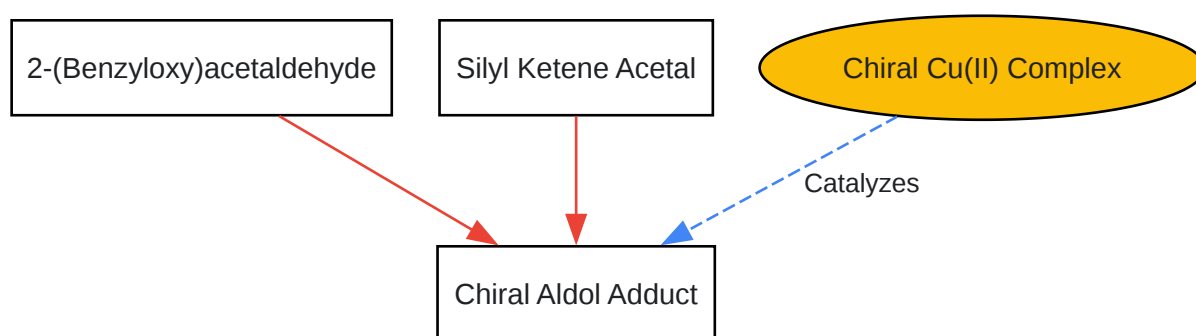 2-(Benzyloxy)acetaldehyde
Silyl Ketene Acetal
Chiral Cu(II) Complex
Catalyzes
Chiral Aldol Adduct